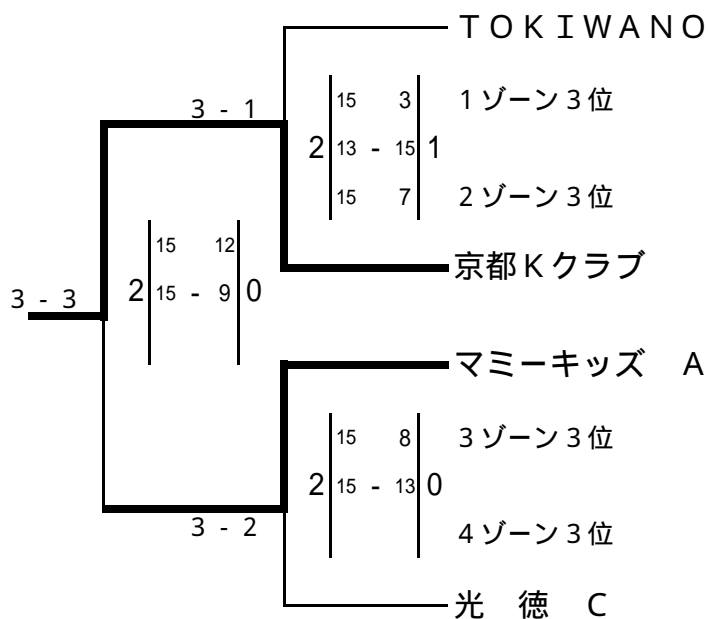 ＴＯＫＩＷＡＮＯ
3 - 1
15 3 1ゾーン3位
2 13 - 15 1
15 7 2ゾーン3位
15 12
京都Kクラブ
3 - 3 2 15 - 9 0
マミーキッズ　A
15 8 3ゾーン3位
2 15 - 13 0
3 - 2
4ゾーン3位
光　徳　C